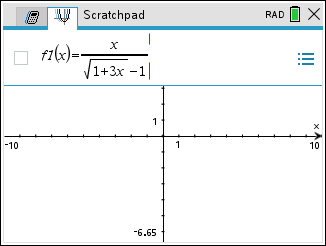 Scratchpad RAD
f1(x)=x/(√(1+3x) -1)
1
x
-10 1 10
-6.65